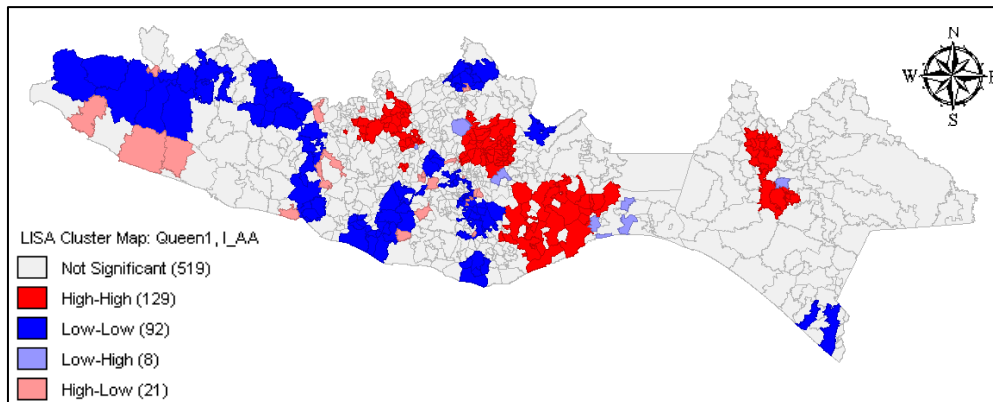 N
W E
S
LISA Cluster Map: Queen1, I_AA
Not Significant (519)
High-High (129)
Low-Low (92)
Low-High (8)
High-Low (21)